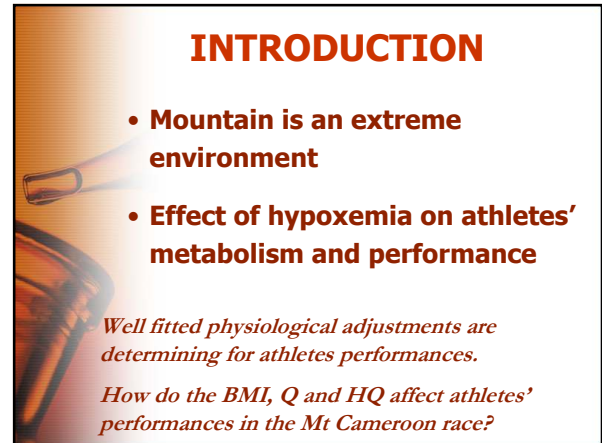 INTRODUCTION
• Mountain is an extreme
environment
• Effect of hypoxemia on athletes'
metabolism and performance
Well fitted physiological adjustments are
determining for athletes performances.
How do the BMI, Q and HQ affect athletes'
performances in the Mt Cameroon race?